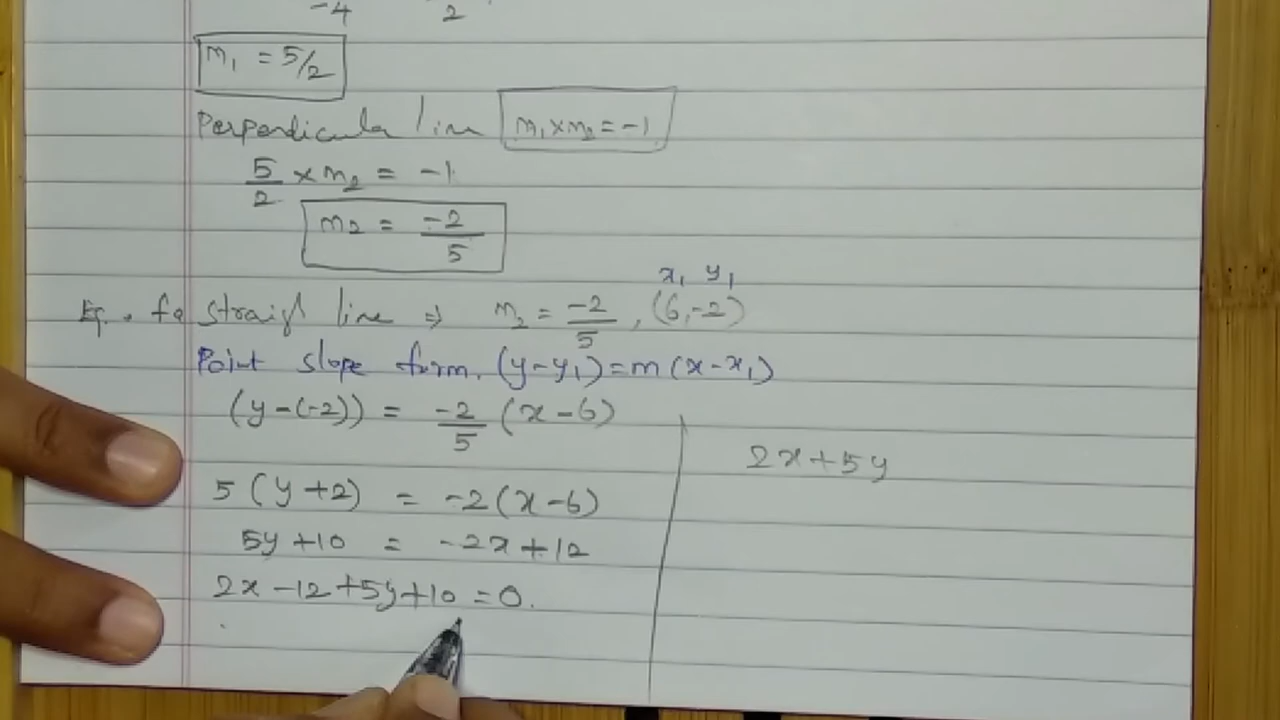 -4 2
m₁ = 5/2
Perpendicular line m₁×m₂ = -1
5/2 × m₂ = -1
m₂ = -2/5
x₁ y₁
Eq. straight line ⇒ m₂ = -2/5, (6,-2)
Point slope form. (y-y₁)=m(x-x₁)
(y-(-2)) = -2/5 (x-6)
5(y+2) = -2(x-6)
5y+10 = -2x+12
2x-12+5y+10=0.
2x+5y